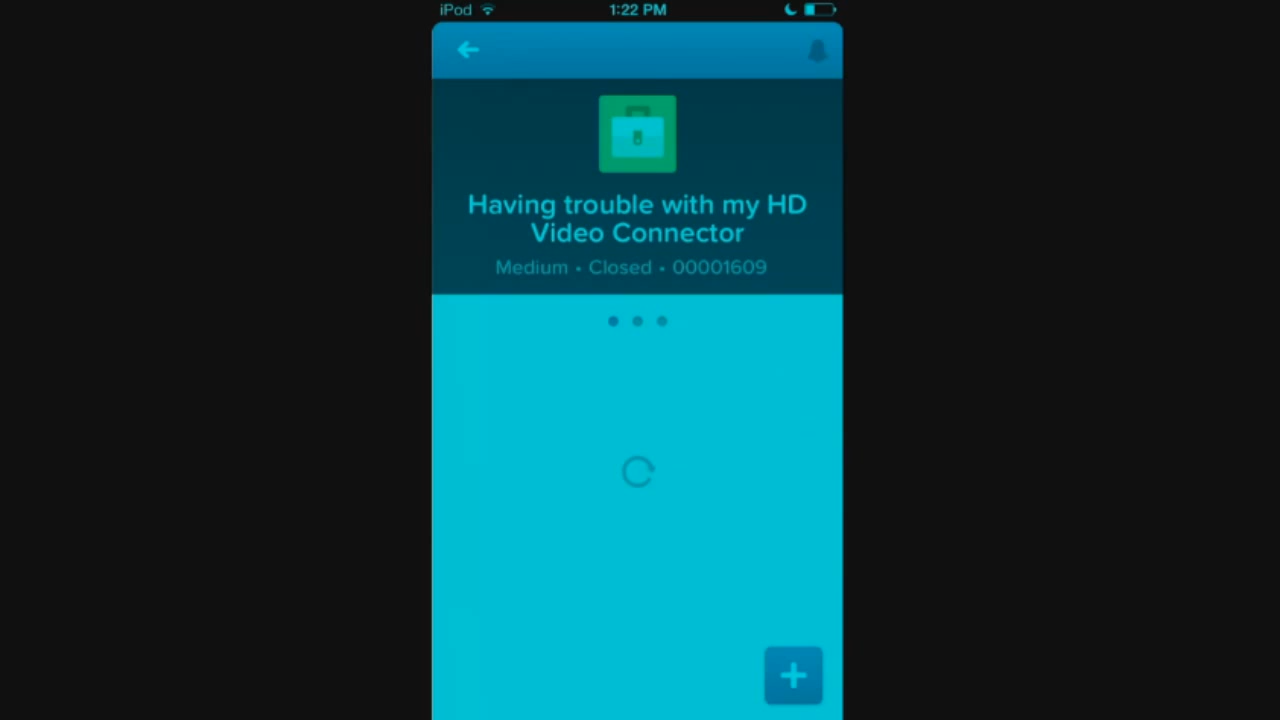 iPod 1:22 PM
Having trouble with my HD
Video Connector
Medium • Closed • 00001609